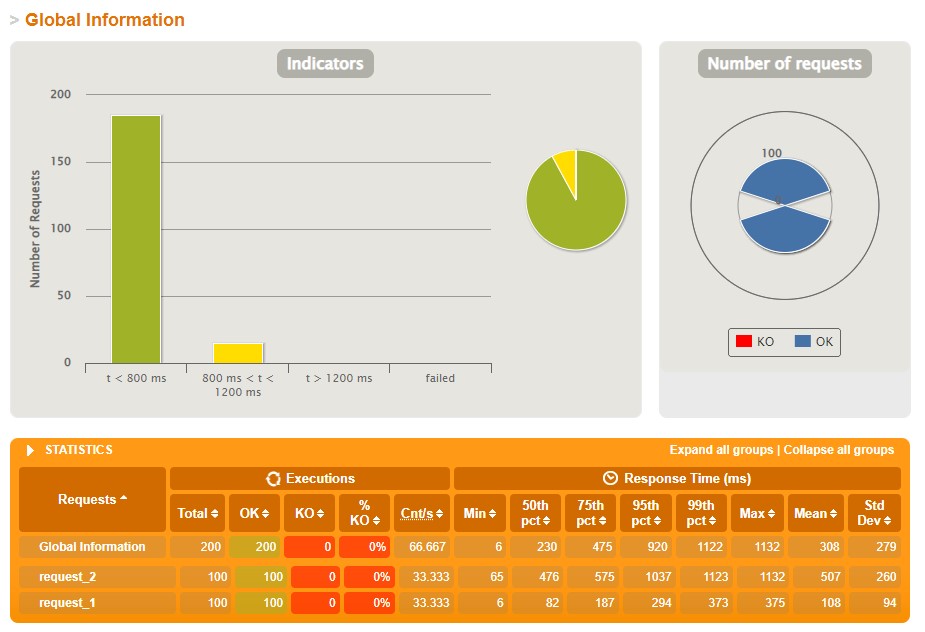 > Global Information
Indicators
Number of requests
200
150
100
50
0
Number of Requests
t < 800 ms
800 ms < t <
1200 ms
t > 1200 ms
failed
100
0
KO
OK
STATISTICS
Expand all groups | Collapse all groups
Requests
Executions
Response Time (ms)
Total
OK
KO
%
KO
Cnt/s
Min
50th
pct
75th
pct
95th
pct
99th
pct
Max
Mean
Std
Dev
Global Information 200 200 0 0% 66.667 6 230 475 920 1122 1132 308 279
request_2 100 100 0 0% 33.333 65 476 575 1037 1123 1132 507 260
request_1 100 100 0 0% 33.333 6 82 187 294 373 375 108 94